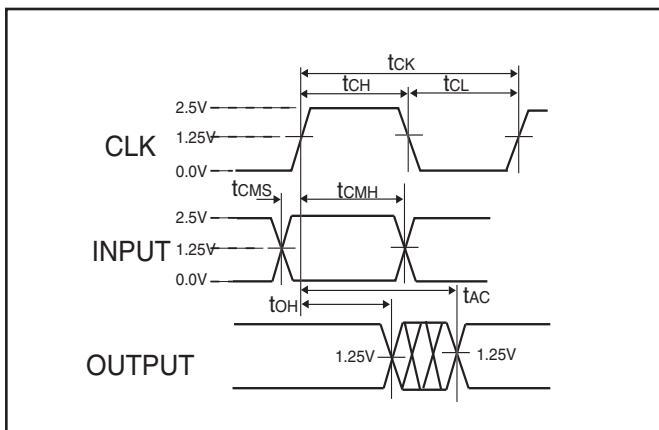 tCK
tCH
tCL
2.5V
CLK
1.25V
0.0V
tCMS
tCMH
2.5V
INPUT
1.25V
0.0V
tOH
tAC
1.25V
1.25V
OUTPUT